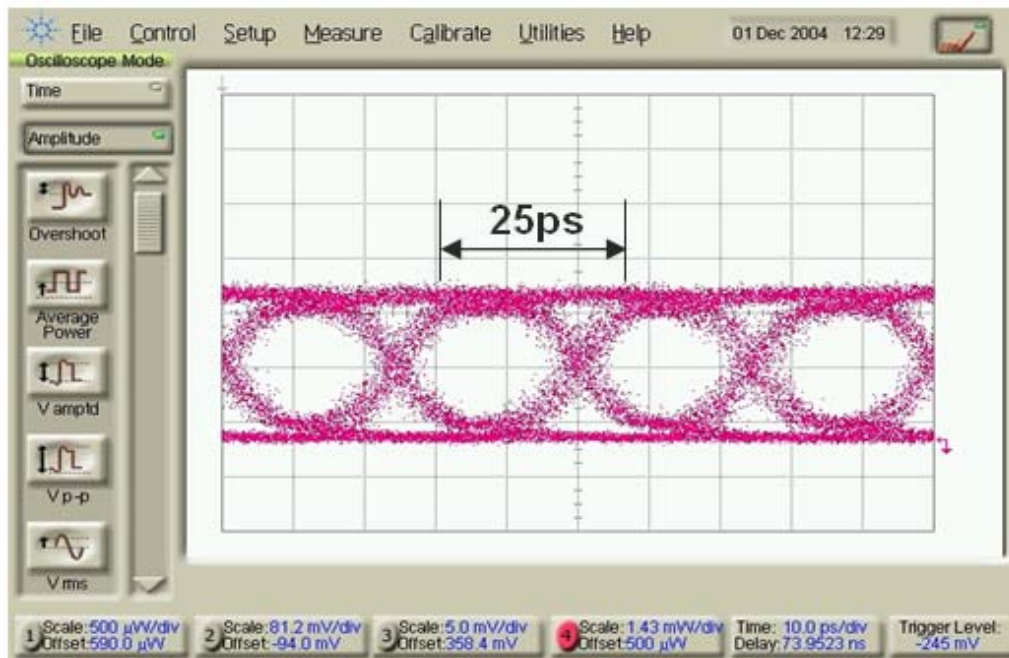 File Control Setup Measure Calibrate Utilities Help 01 Dec 2004 12:29
Oscilloscope Mode
Time
Amplitude
Overshoot
Average
Power
V amptd
V p-p
V rms
25ps
1 Scale:500 µW/div
Offset:590.0 µW
2 Scale:81.2 mV/div
Offset:-94.0 mV
3 Scale:5.0 mV/div
Offset:358.4 mV
4 Scale:1.43 mW/div
Offset:500 µW
Time: 10.0 ps/div
Delay:73.9523 ns
Trigger Level:
-245 mV